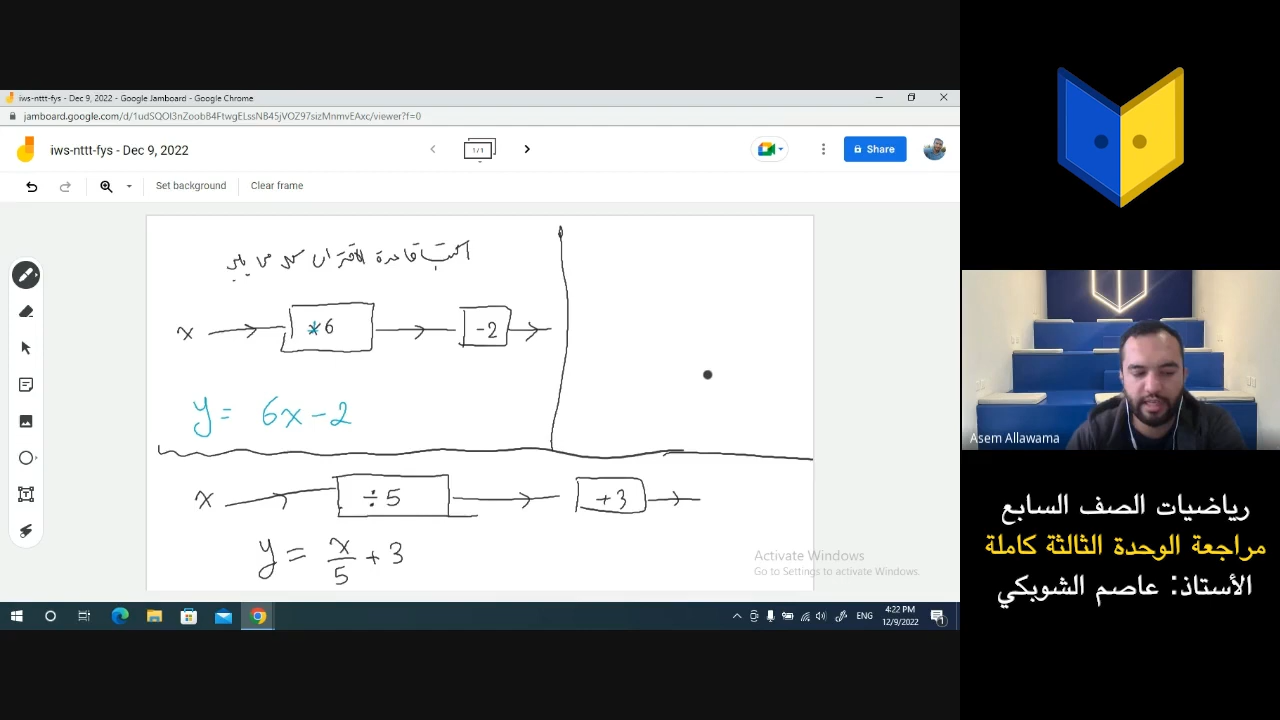 iws-nttt-fys - Dec 9, 2022 - Google Jamboard - Google Chrome
jamboard.google.com/d/1udSQOl3nZoobB4FtwgELssNB45jVOZ97sizMnmvEAxc/viewer?f=0
iws-nttt-fys - Dec 9, 2022
1/1
Share
Set background
Clear frame
اكتب قاعدة الاقتران لكل مما يلي
x
×6
-2
y = 6x - 2
x
÷5
+3
y = x/5 + 3
Activate Windows
Go to Settings to activate Windows.
ENG
4:22 PM
12/9/2022
1
Asem Allawama
رياضيات الصف السابع
مراجعة الوحدة الثالثة كاملة
الأستاذ: عاصم الشوبكي